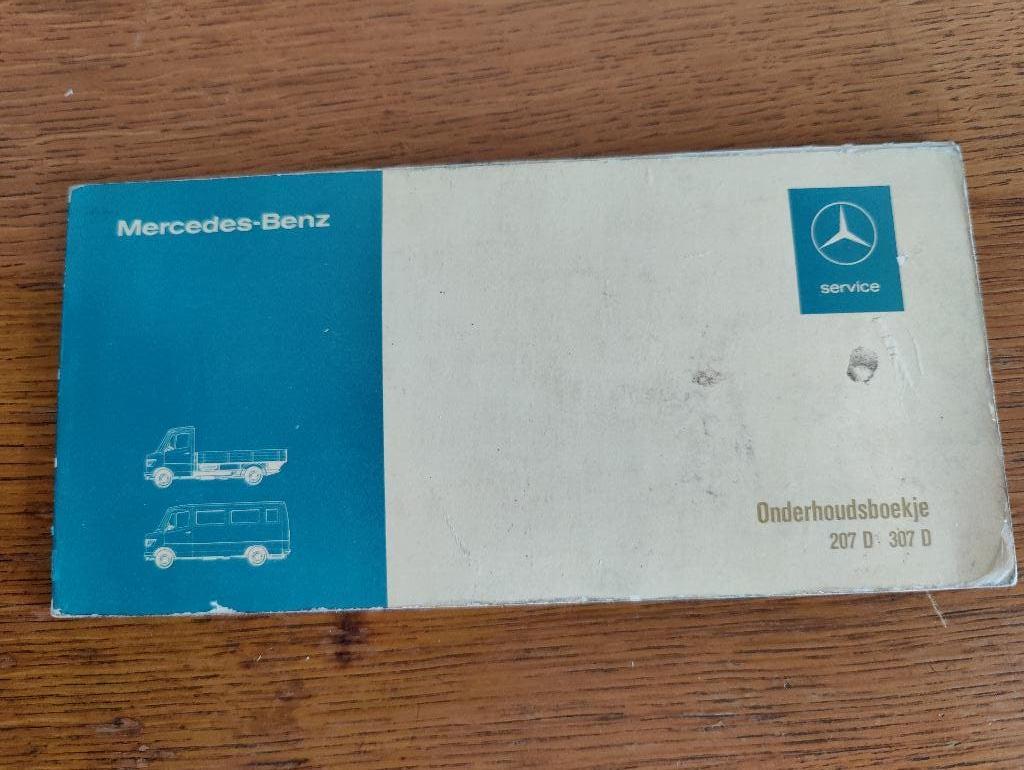 Mercedes-Benz
service
Onderhoudsboekje
207 D 307 D